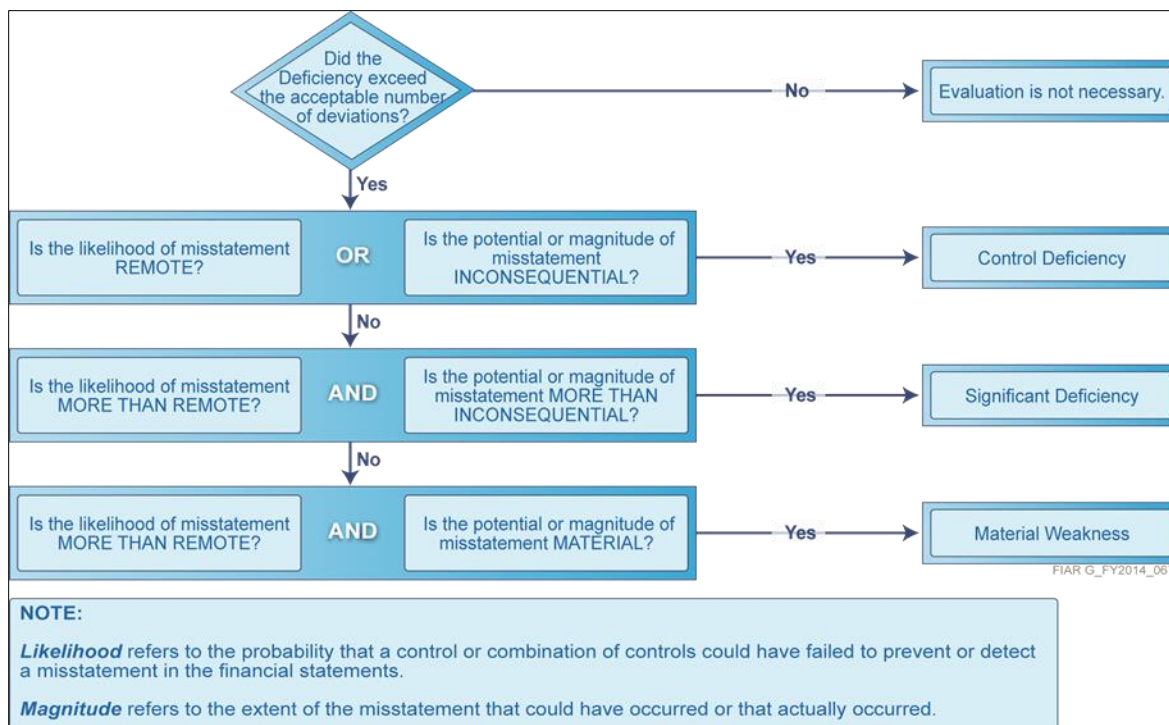 Did the
Deficiency exceed
the acceptable number
of deviations?
No
Evaluation is not necessary.
Yes
Is the likelihood of misstatement
REMOTE?
OR
Is the potential or magnitude of
misstatement
INCONSEQUENTIAL?
Yes
Control Deficiency
No
Is the likelihood of misstatement
MORE THAN REMOTE?
AND
Is the potential or magnitude of
misstatement MORE THAN
INCONSEQUENTIAL?
Yes
Significant Deficiency
No
Is the likelihood of misstatement
MORE THAN REMOTE?
AND
Is the potential or magnitude of
misstatement MATERIAL?
Yes
Material Weakness
FIAR G_FY2014_06
NOTE:
Likelihood refers to the probability that a control or combination of controls could have failed to prevent or detect
a misstatement in the financial statements.
Magnitude refers to the extent of the misstatement that could have occurred or that actually occurred.